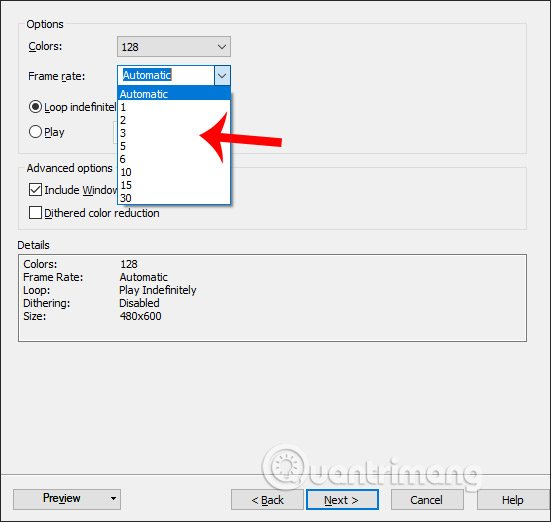 Options
Colors: 128
Frame rate: Automatic
Automatic
1
2
3
5
6
10
15
30
Loop indefinitel
Play
Advanced options
Include Window
Dithered color reduction
Details
Colors: 128
Frame Rate: Automatic
Loop: Play Indefinitely
Dithering: Disabled
Size: 480x600
Quantrimang
Preview < Back Next > Cancel Help